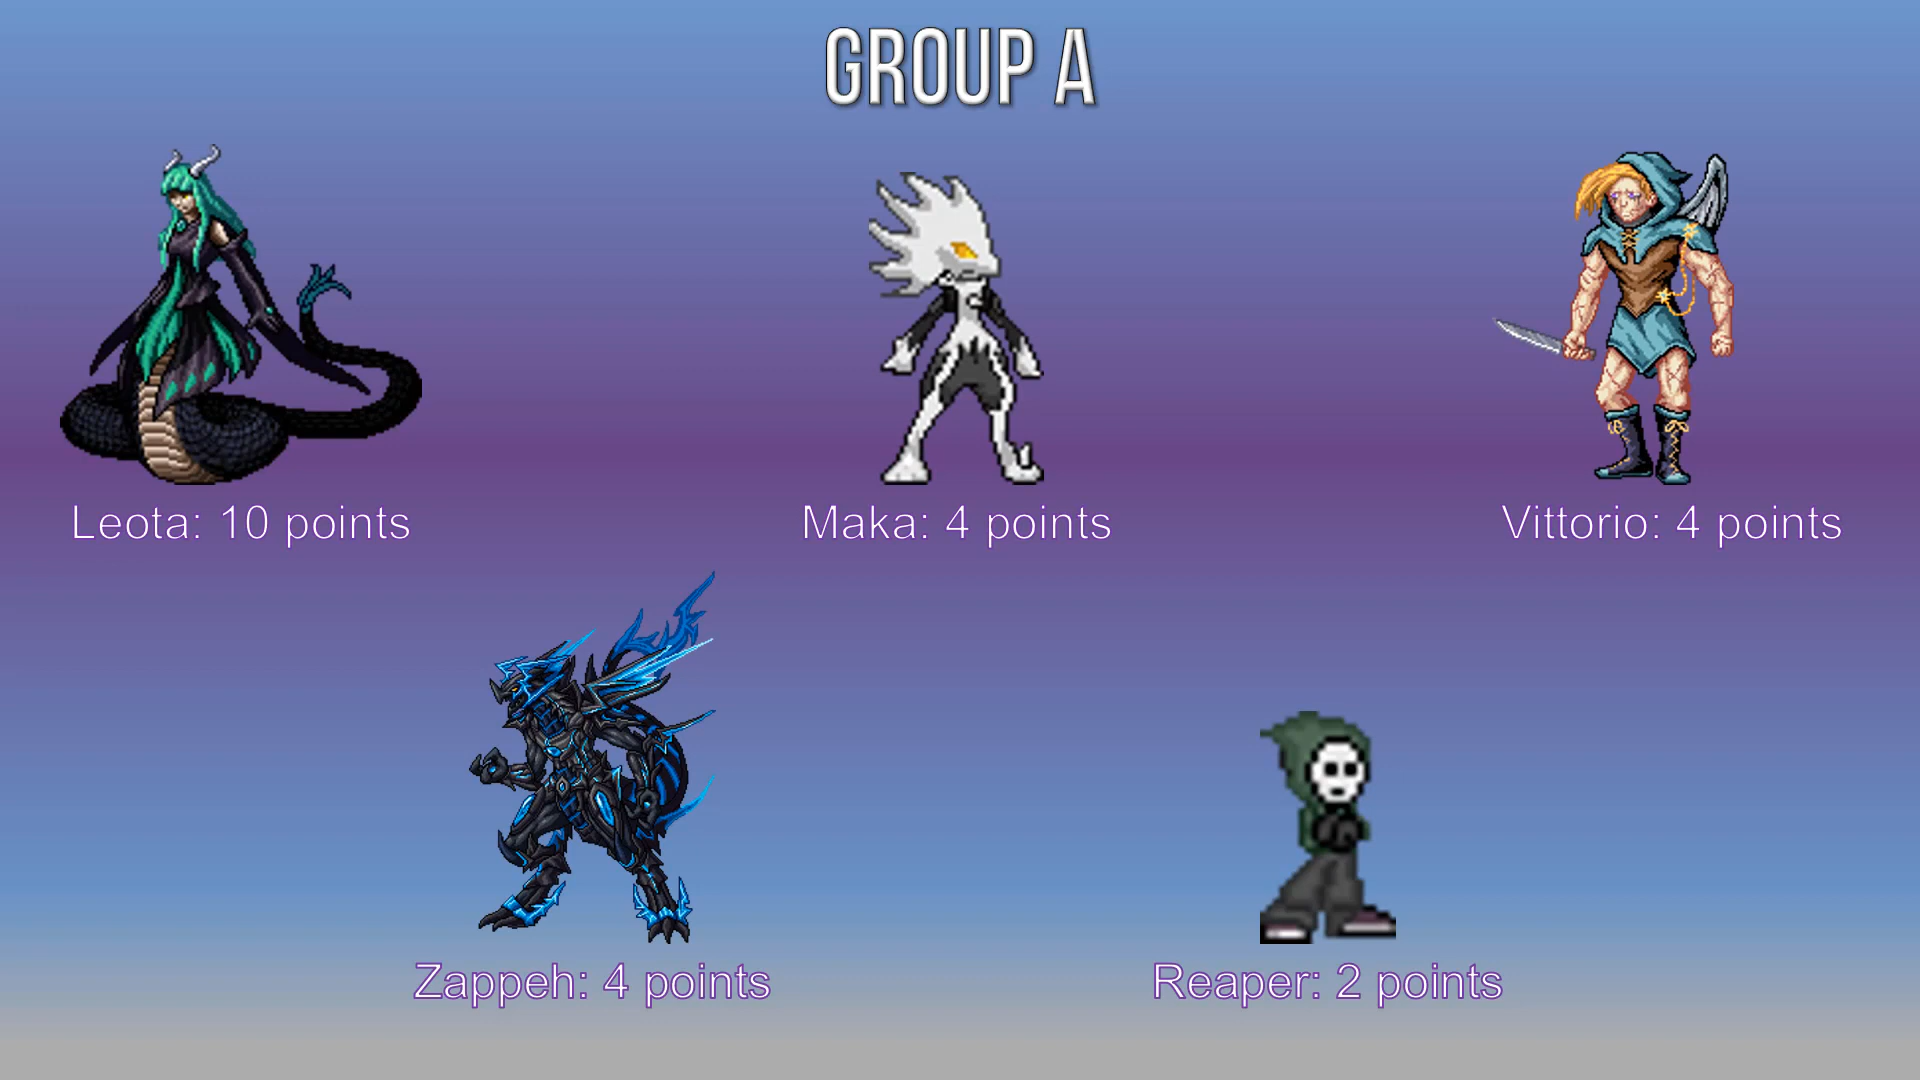 GROUP A
Leota: 10 points
Maka: 4 points
Vittorio: 4 points
Zappeh: 4 points
Reaper: 2 points